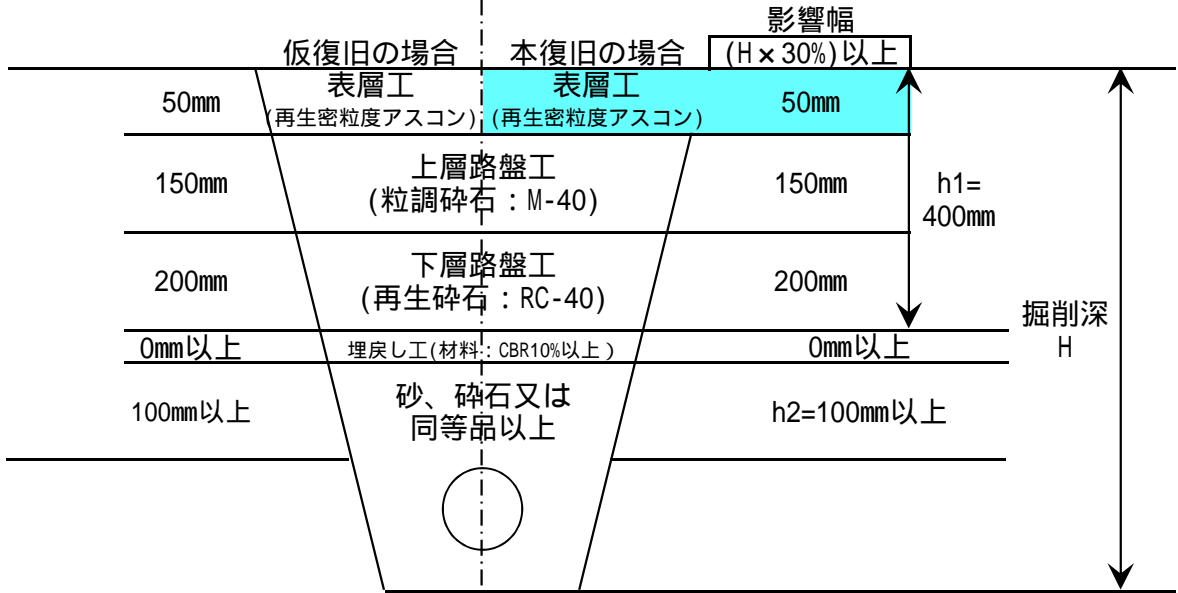 影響幅
仮復旧の場合 本復旧の場合 (H×30%)以上
50mm 表層工 表層工 50mm
(再生密粒度アスコン) (再生密粒度アスコン)
150mm 上層路盤工 150mm h1=
(粒調砕石：M-40) 400mm
200mm 下層路盤工 200mm
(再生砕石：RC-40)
掘削深
H
0mm以上 埋戻し工(材料：CBR10%以上) 0mm以上
100mm以上 砂、砕石又は h2=100mm以上
同等品以上